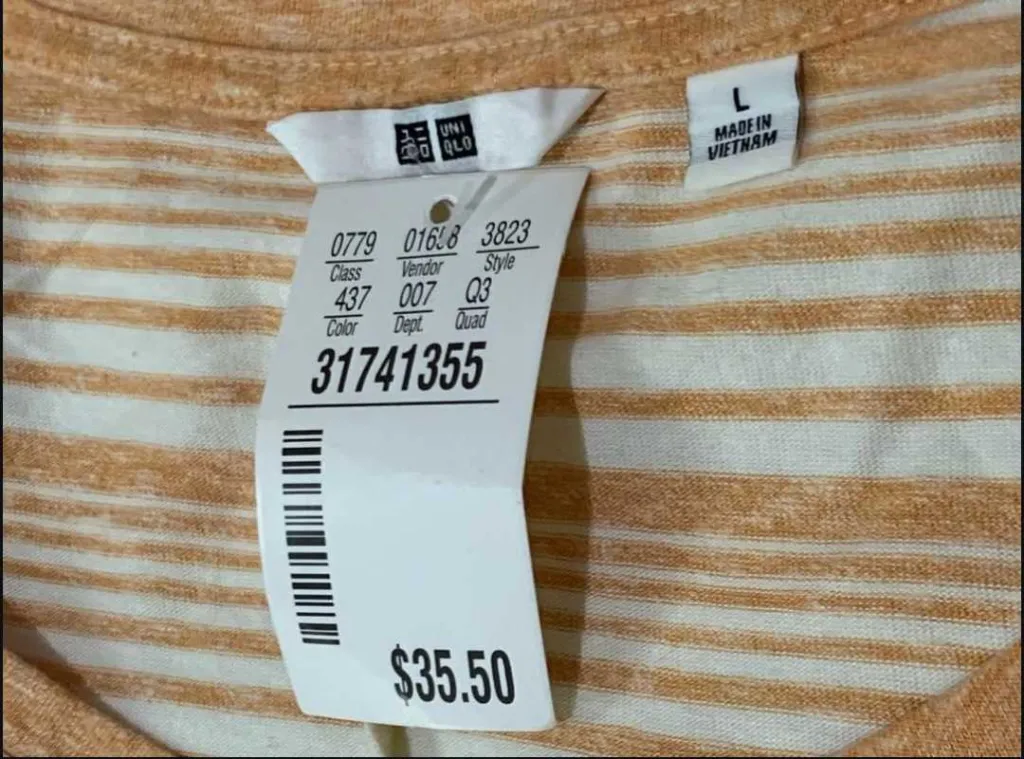 UNI
QLO
L
MADE IN
VIETNAM
0779 3823
Class Vendor Style
437 007 Q3
Color Dept. Quad
31741355
$35.50